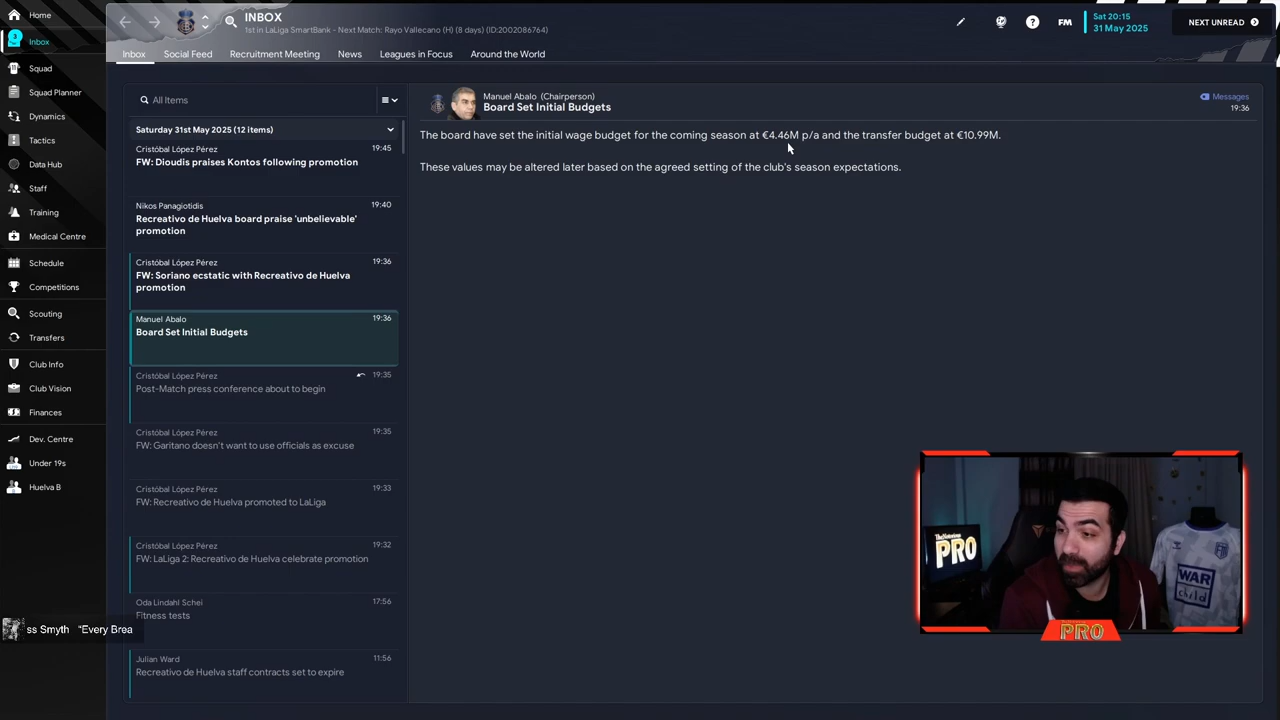 Home
3
Inbox
Squad
Squad Planner
Dynamics
Tactics
Data Hub
Staff
Training
Medical Centre
Schedule
Competitions
Scouting
Transfers
Club Info
Club Vision
Finances
Dev. Centre
Under 19s
Huelva B
ss Smyth "Every Brea
INBOX
1st in LaLiga SmartBank - Next Match: Rayo Vallecano (H) (8 days) (ID:2002086764)
FM
Sat 20:15
31 May 2025
NEXT UNREAD
Inbox
Social Feed
Recruitment Meeting
News
Leagues in Focus
Around the World
All Items
Saturday 31st May 2025 (12 items)
Cristóbal López Pérez 19:45
FW: Dioudis praises Kontos following promotion
Nikos Panagiotidis 19:40
Recreativo de Huelva board praise 'unbelievable'
promotion
Cristóbal López Pérez 19:36
FW: Soriano ecstatic with Recreativo de Huelva
promotion
Manuel Abalo 19:36
Board Set Initial Budgets
Cristóbal López Pérez 19:35
Post-Match press conference about to begin
Cristóbal López Pérez 19:35
FW: Garitano doesn't want to use officials as excuse
Cristóbal López Pérez 19:33
FW: Recreativo de Huelva promoted to LaLiga
Cristóbal López Pérez 19:32
FW: LaLiga 2: Recreativo de Huelva celebrate promotion
Oda Lindahl Schei 17:56
Fitness tests
Julian Ward 11:56
Recreativo de Huelva staff contracts set to expire
Manuel Abalo (Chairperson)
Board Set Initial Budgets
Messages
19:36
The board have set the initial wage budget for the coming season at €4.46M p/a and the transfer budget at €10.99M.
These values may be altered later based on the agreed setting of the club's season expectations.
TheNotorious
PRO
WAR
child
PRO